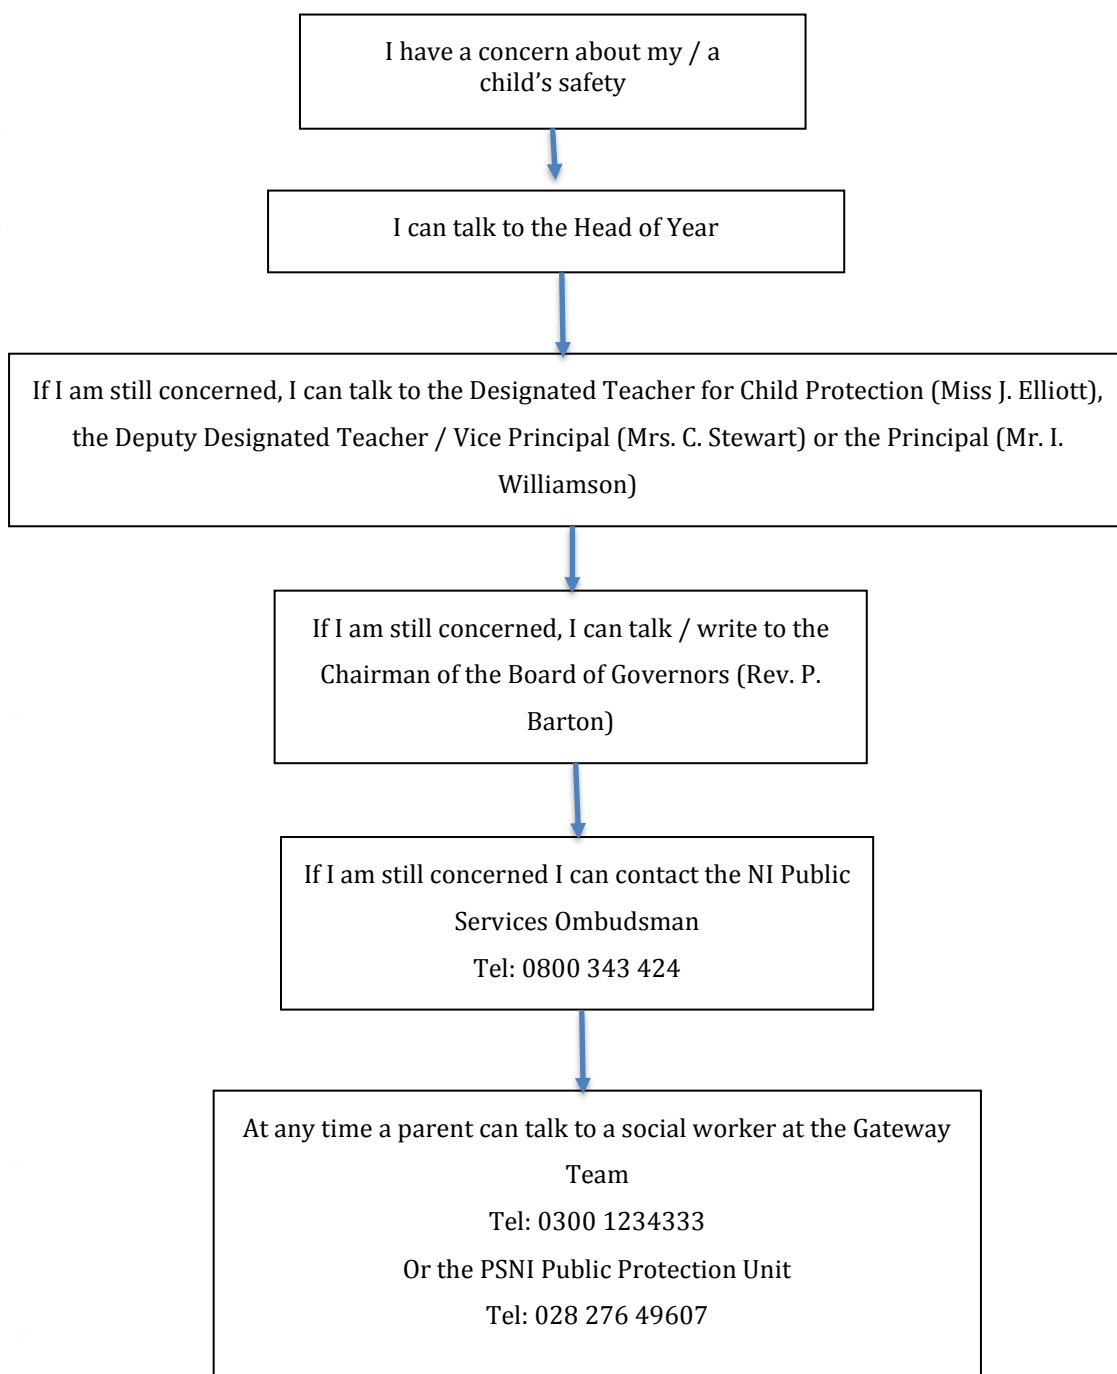 I have a concern about my / a
child’s safety
I can talk to the Head of Year
If I am still concerned, I can talk to the Designated Teacher for Child Protection (Miss J. Elliott),
the Deputy Designated Teacher / Vice Principal (Mrs. C. Stewart) or the Principal (Mr. I.
Williamson)
If I am still concerned, I can talk / write to the
Chairman of the Board of Governors (Rev. P.
Barton)
If I am still concerned I can contact the NI Public
Services Ombudsman
Tel: 0800 343 424
At any time a parent can talk to a social worker at the Gateway
Team
Tel: 0300 1234333
Or the PSNI Public Protection Unit
Tel: 028 276 49607